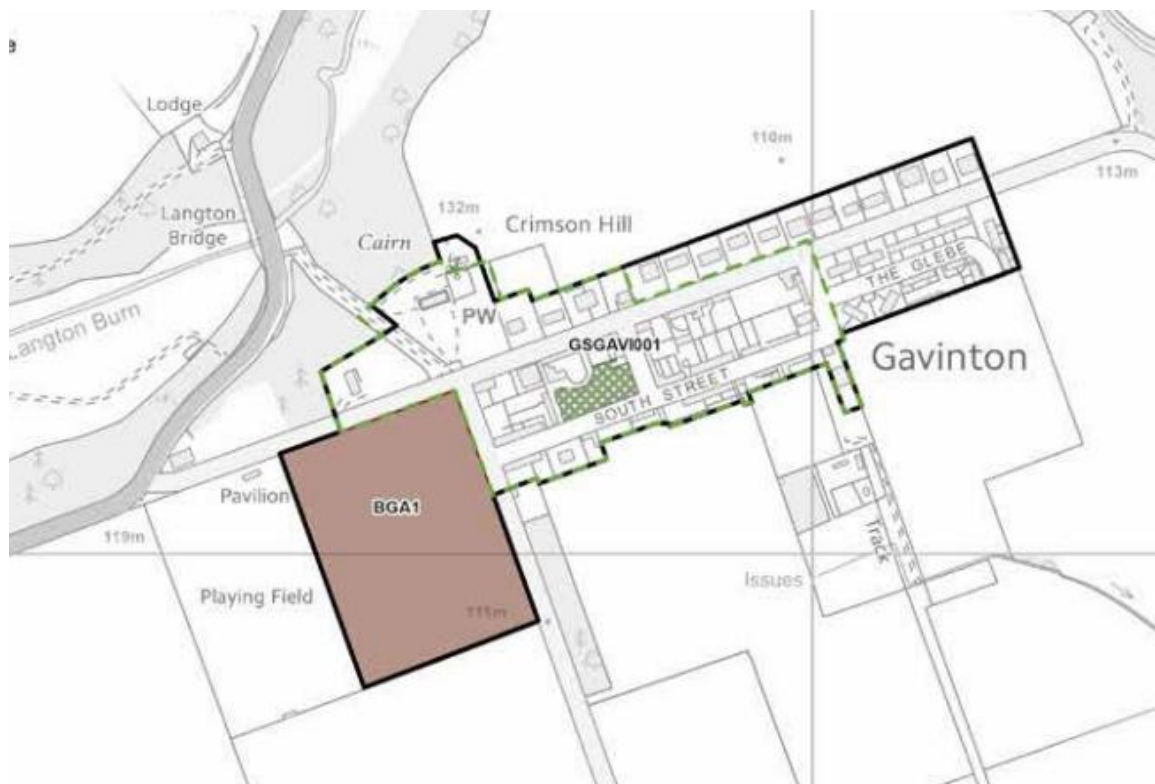 Lodge
110m
113m
Langton
Bridge
132m
Crimson Hill
Cairn
THE GLEBE
Langton Burn
PW
GSGAVI001
Gavinton
SOUTH STREET
Pavilion
BGA1
119m
Track
Issues
Playing Field
111m